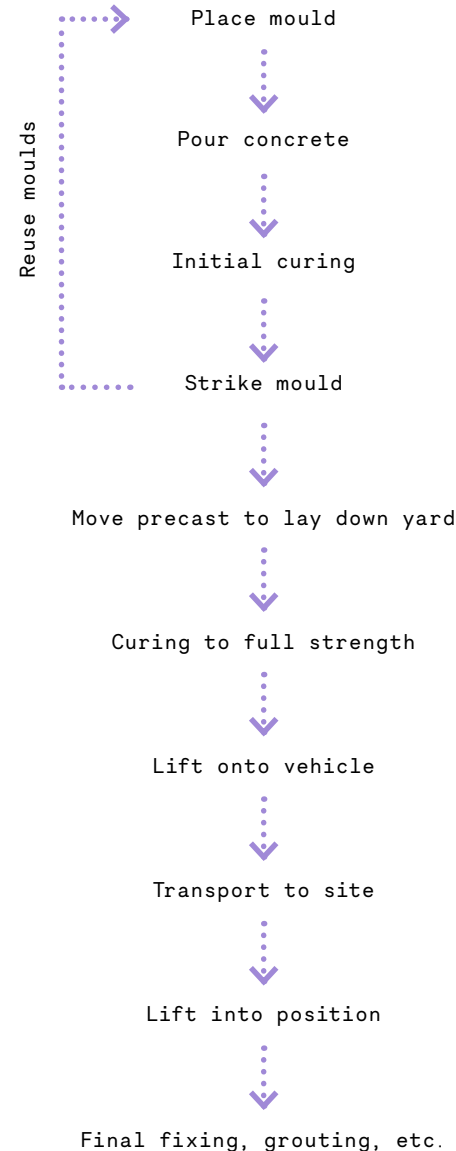 Place mould
Reuse moulds
Pour concrete
Initial curing
Strike mould
Move precast to lay down yard
Curing to full strength
Lift onto vehicle
Transport to site
Lift into position
Final fixing, grouting, etc.